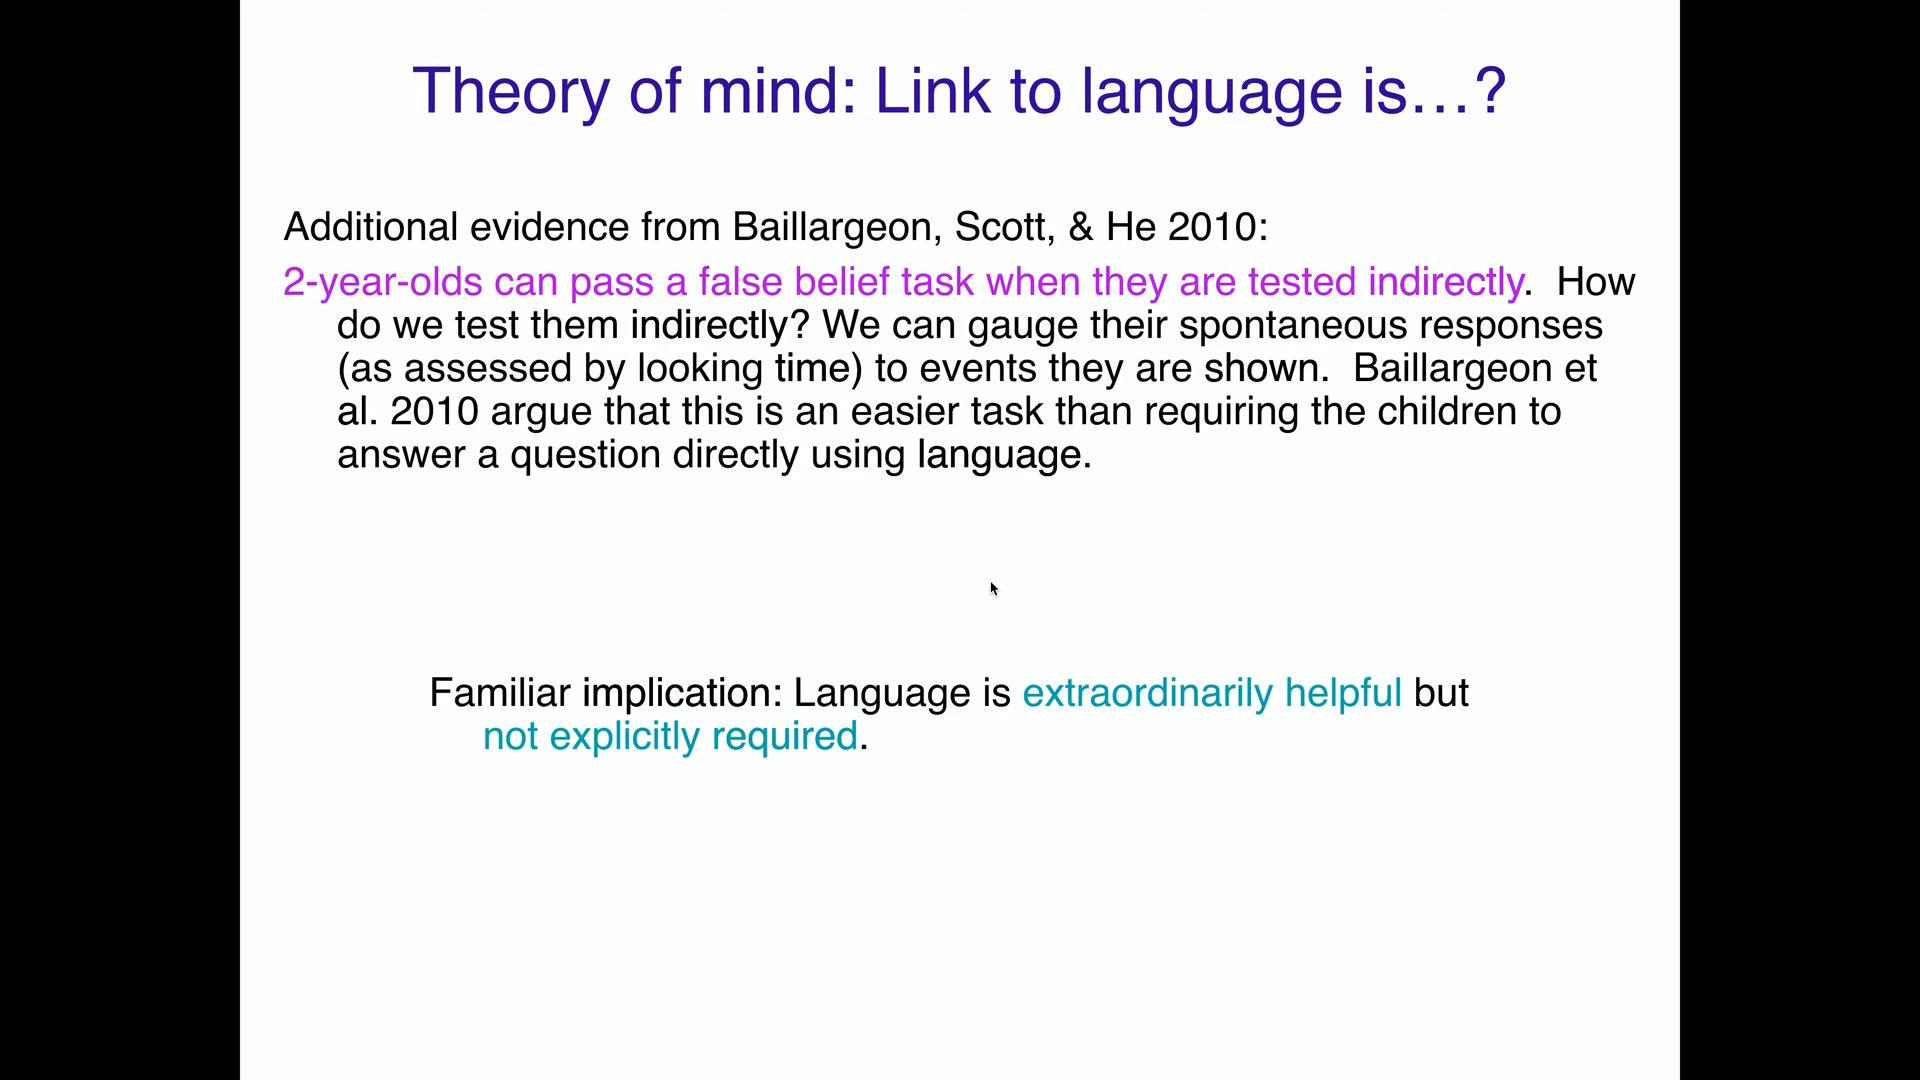 Theory of mind: Link to language is…?
Additional evidence from Baillargeon, Scott, & He 2010:
2-year-olds can pass a false belief task when they are tested indirectly.  How
do we test them indirectly? We can gauge their spontaneous responses
(as assessed by looking time) to events they are shown.  Baillargeon et
al. 2010 argue that this is an easier task than requiring the children to
answer a question directly using language.
Familiar implication: Language is extraordinarily helpful but
not explicitly required.